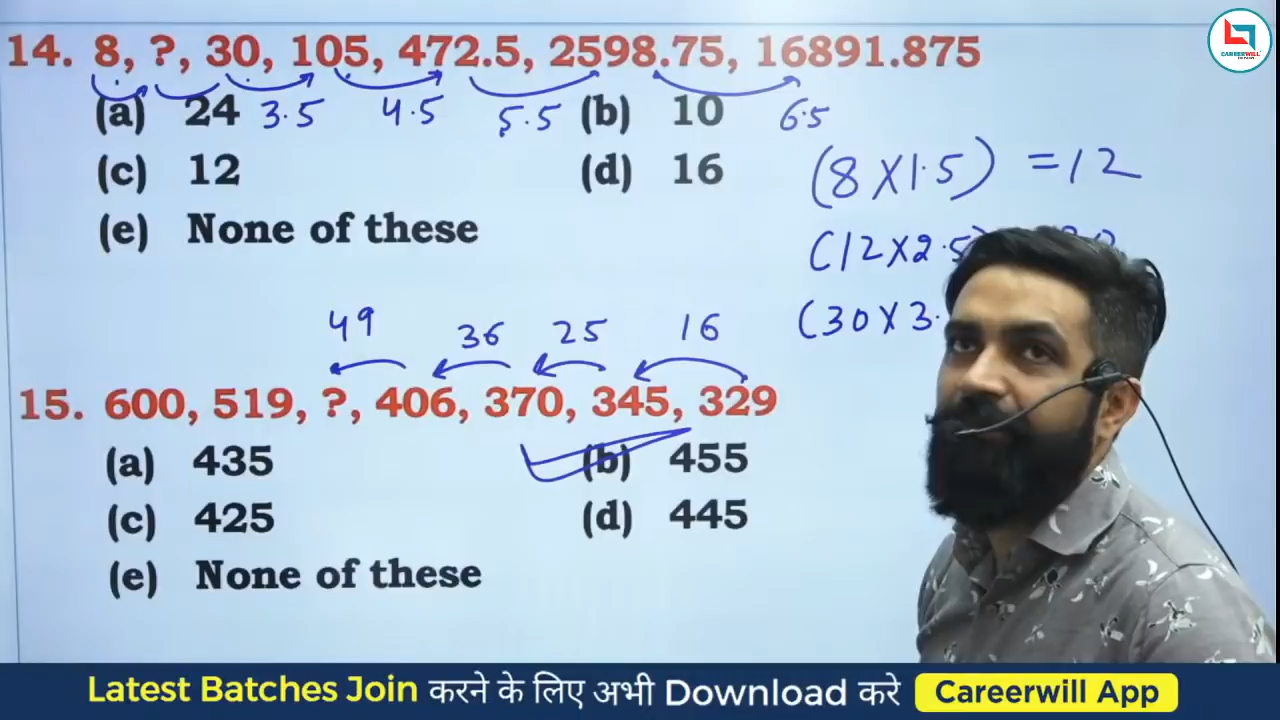 14. 8, ?, 30, 105, 472.5, 2598.75, 16891.875
3.5 4.5 5.5 6.5
(a) 24 (b) 10
(c) 12 (d) 16
(e) None of these
(8 X 1.5) = 12
(12 X 2.5)
(30 X 3.
49 36 25 16
15. 600, 519, ?, 406, 370, 345, 329
(a) 435 (b) 455
(c) 425 (d) 445
(e) None of these
CAREERWILL
Latest Batches Join करने के लिए अभी Download करे Careerwill App